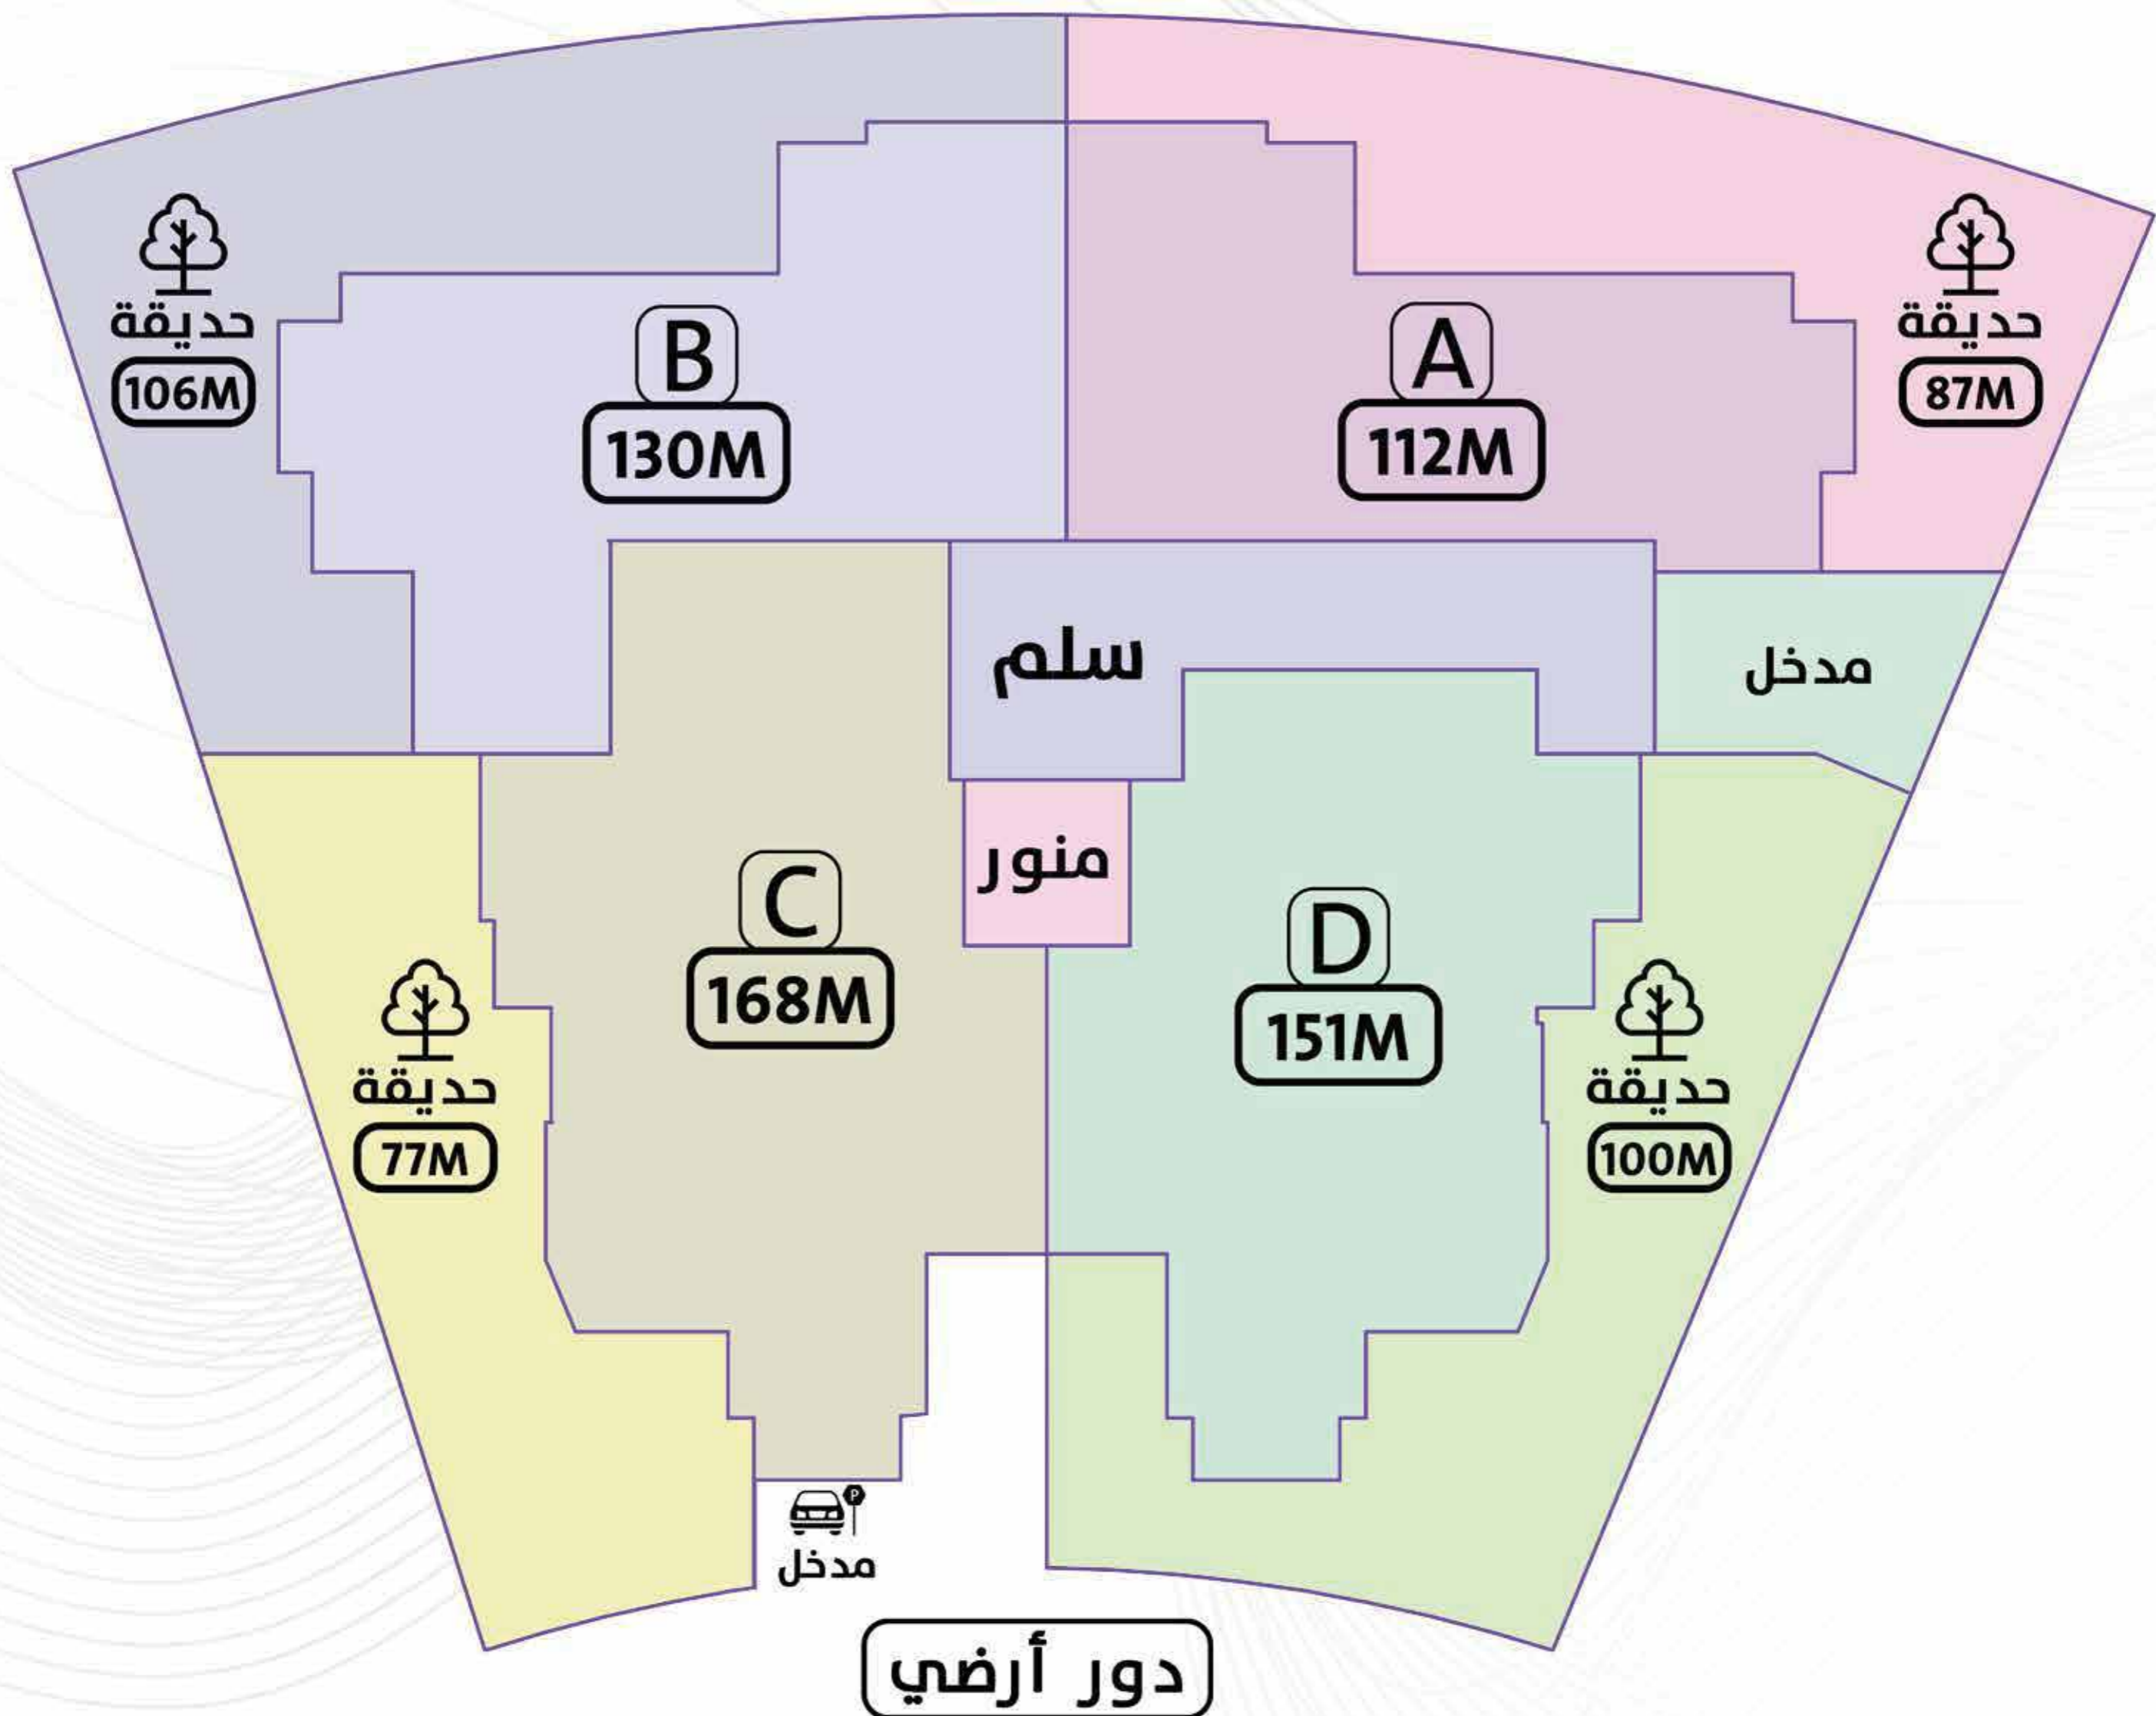 حديقة
106M
B
130M
A
112M
حديقة
87M
سلم
مدخل
منور
C
168M
D
151M
حديقة
77M
حديقة
100M
P
مدخل
دور أرضي